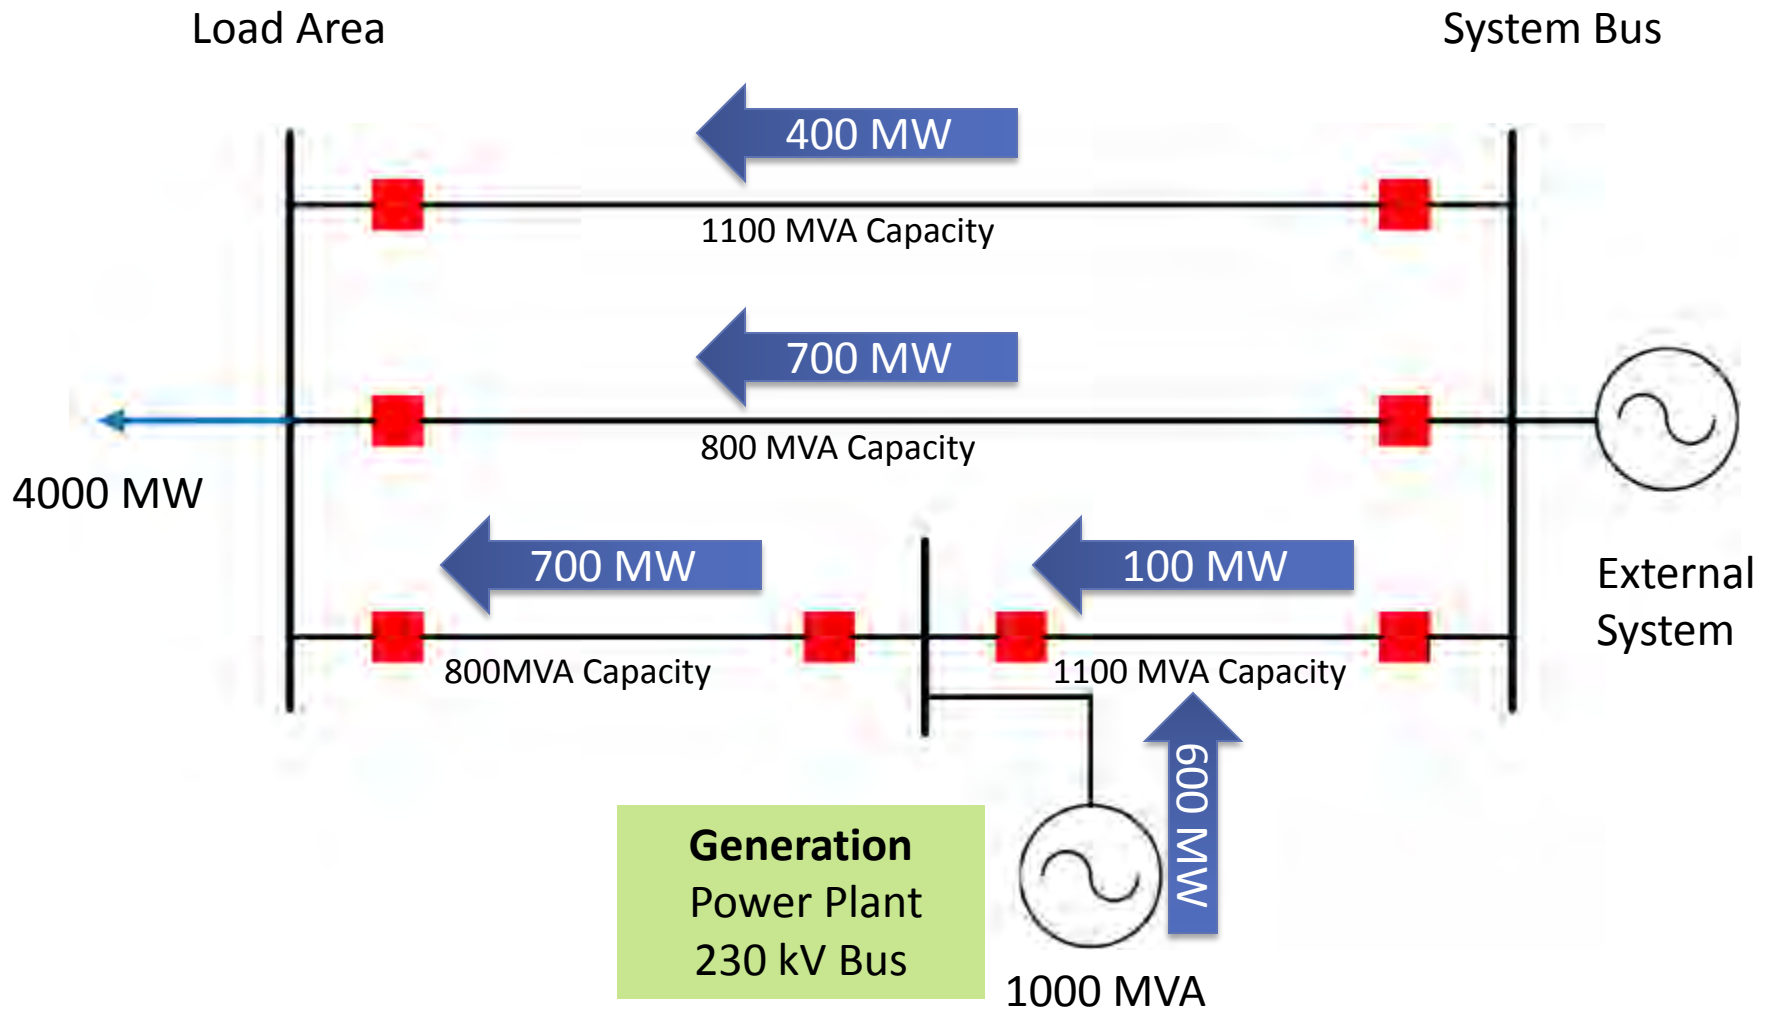 Load Area
System Bus
400 MW
1100 MVA Capacity
700 MW
800 MVA Capacity
4000 MW
700 MW
100 MW
External
System
800MVA Capacity
1100 MVA Capacity
600 MW
Generation
Power Plant
230 kV Bus
1000 MVA